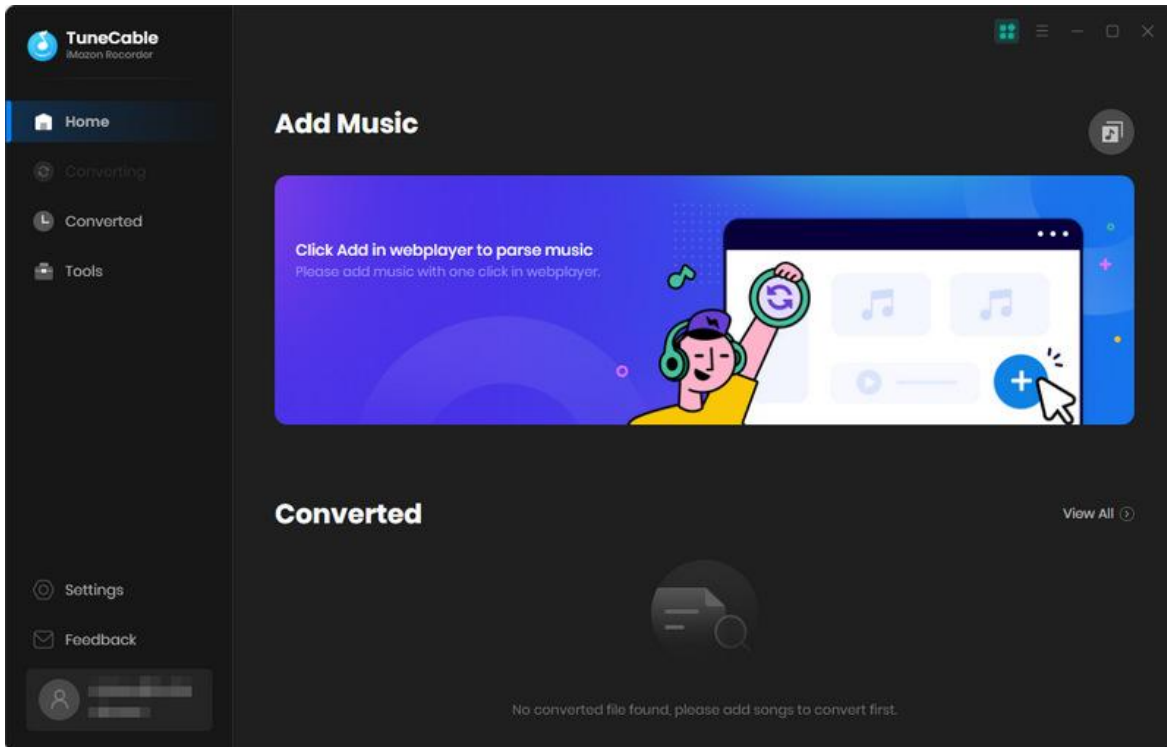 TuneCable
iMazon Recorder
Home
Converting
Converted
Tools
Settings
Feedback
Add Music
Click Add in webplayer to parse music
Please add music with one click in webplayer.
Converted
View All
No converted file found, please add songs to convert first.